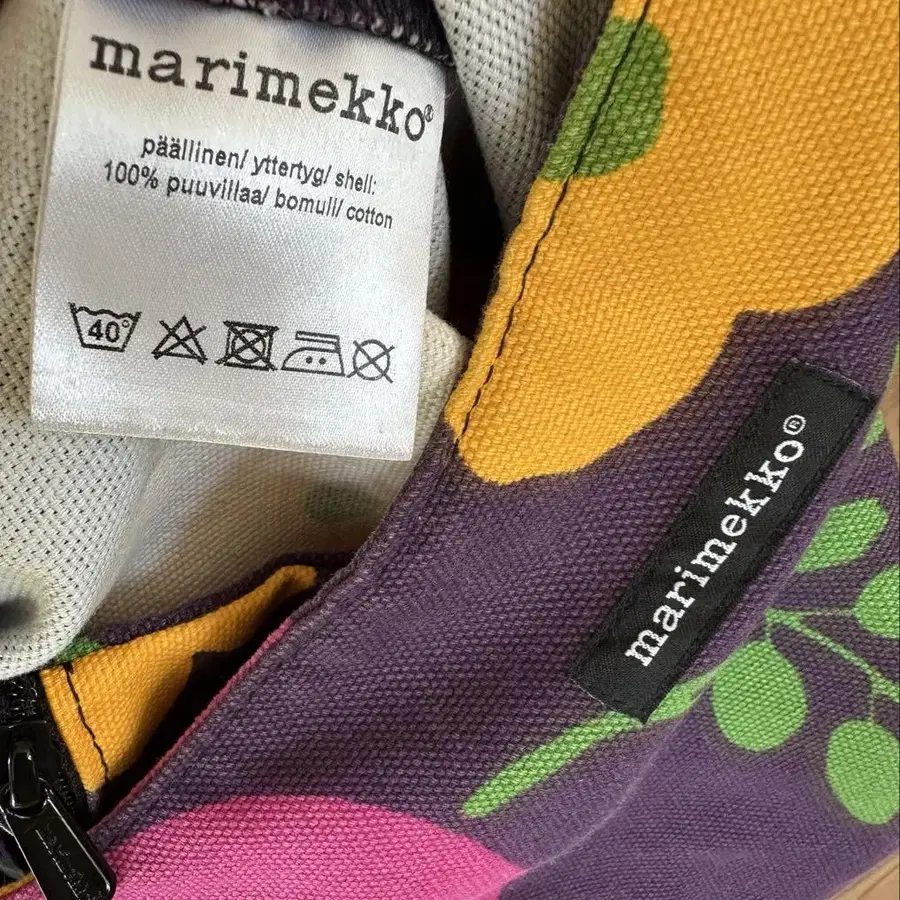 marimekko®
päällinen/ yttertyg/ shell:
100% puuvillaa/ bomull/ cotton
40°
marimekko®